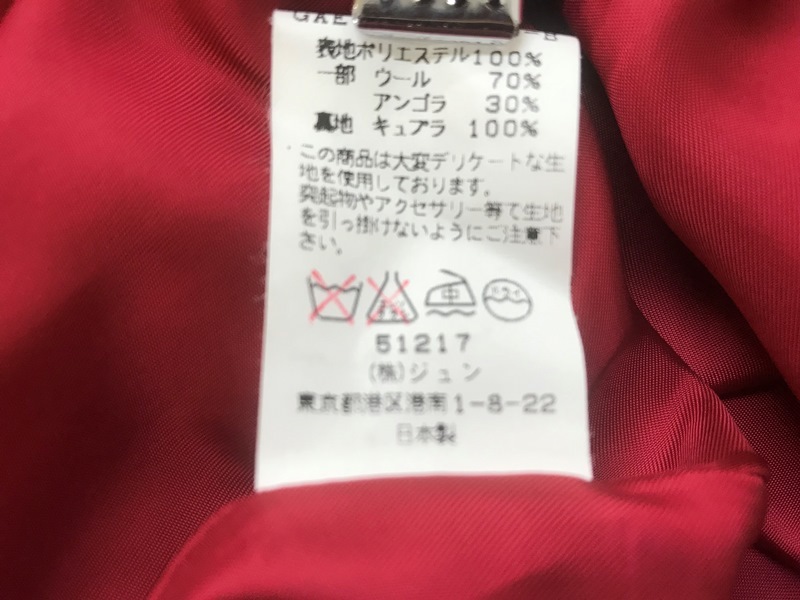 表地ポリエステル100%
一部 ウール 70%
アンゴラ 30%
裏地 キュプラ 100%
この商品は大変デリケートな生
地を使用しております。
突起物やアクセサリー等で生地
を引っ掛けないようにご注意下
さい。
中 ドライ
51217
(株)ジュン
東京都港区港南1-8-22
日本製